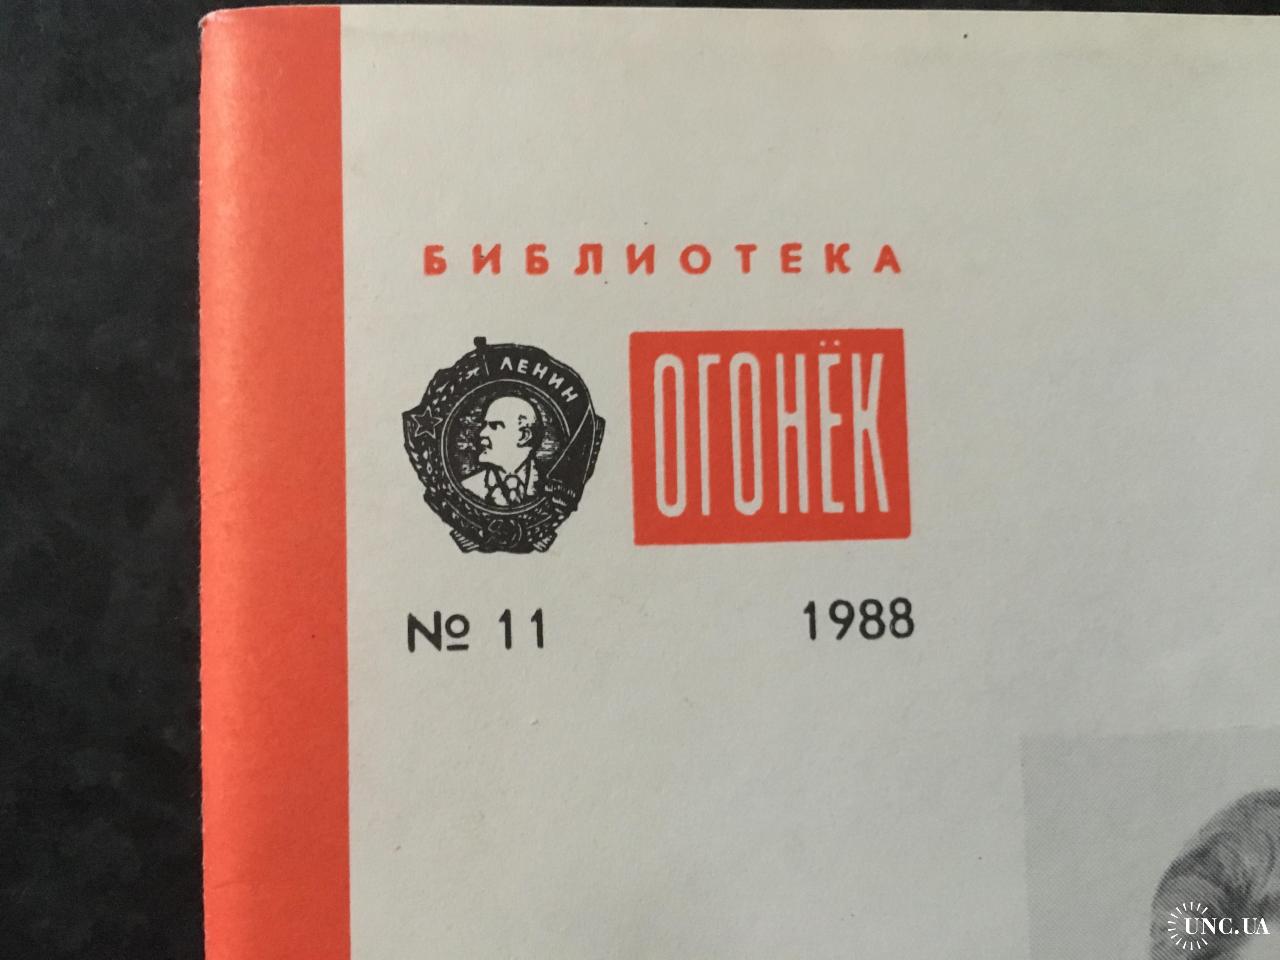 БИБЛИОТЕКА
ЛЕНИН
ОГОНЁК
№ 11 1988
UNC.UA